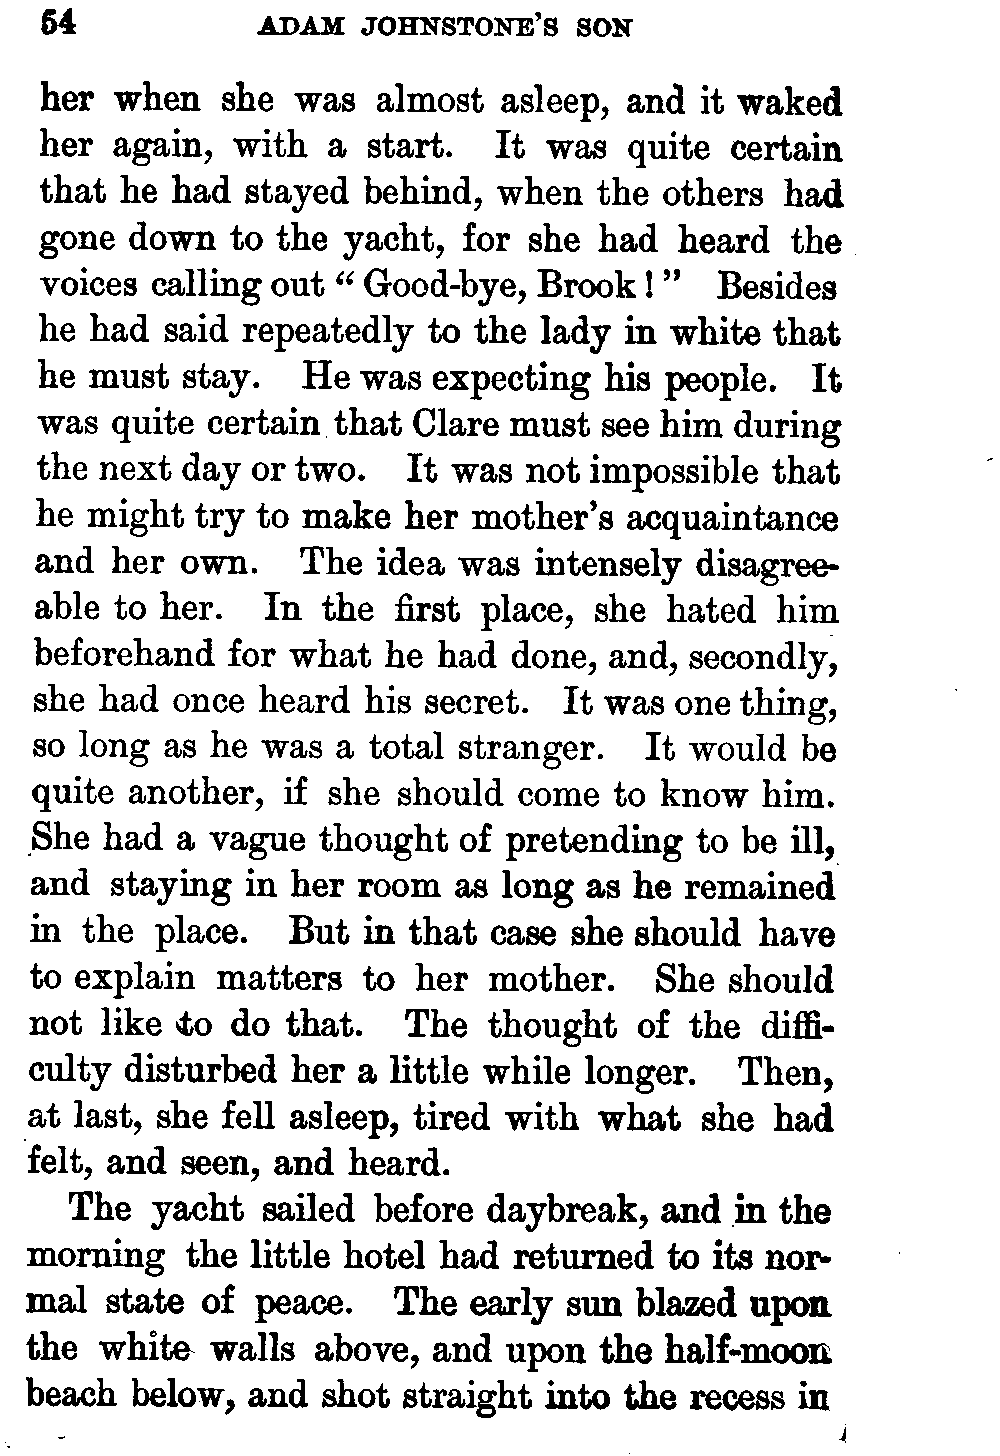 54 ADAM JOHNSTONE'S SON
her when she was almost asleep, and it waked
her again, with a start. It was quite certain
that he had stayed behind, when the others had
gone down to the yacht, for she had heard the
voices calling out “Good-bye, Brook!” Besides
he had said repeatedly to the lady in white that
he must stay. He was expecting his people. It
was quite certain that Clare must see him during
the next day or two. It was not impossible that
he might try to make her mother's acquaintance
and her own. The idea was intensely disagree-
able to her. In the first place, she hated him
beforehand for what he had done, and, secondly,
she had once heard his secret. It was one thing,
so long as he was a total stranger. It would be
quite another, if she should come to know him.
She had a vague thought of pretending to be ill,
and staying in her room as long as he remained
in the place. But in that case she should have
to explain matters to her mother. She should
not like to do that. The thought of the diffi-
culty disturbed her a little while longer. Then,
at last, she fell asleep, tired with what she had
felt, and seen, and heard.
The yacht sailed before daybreak, and in the
morning the little hotel had returned to its nor-
mal state of peace. The early sun blazed upon
the white walls above, and upon the half-moon
beach below, and shot straight into the recess in